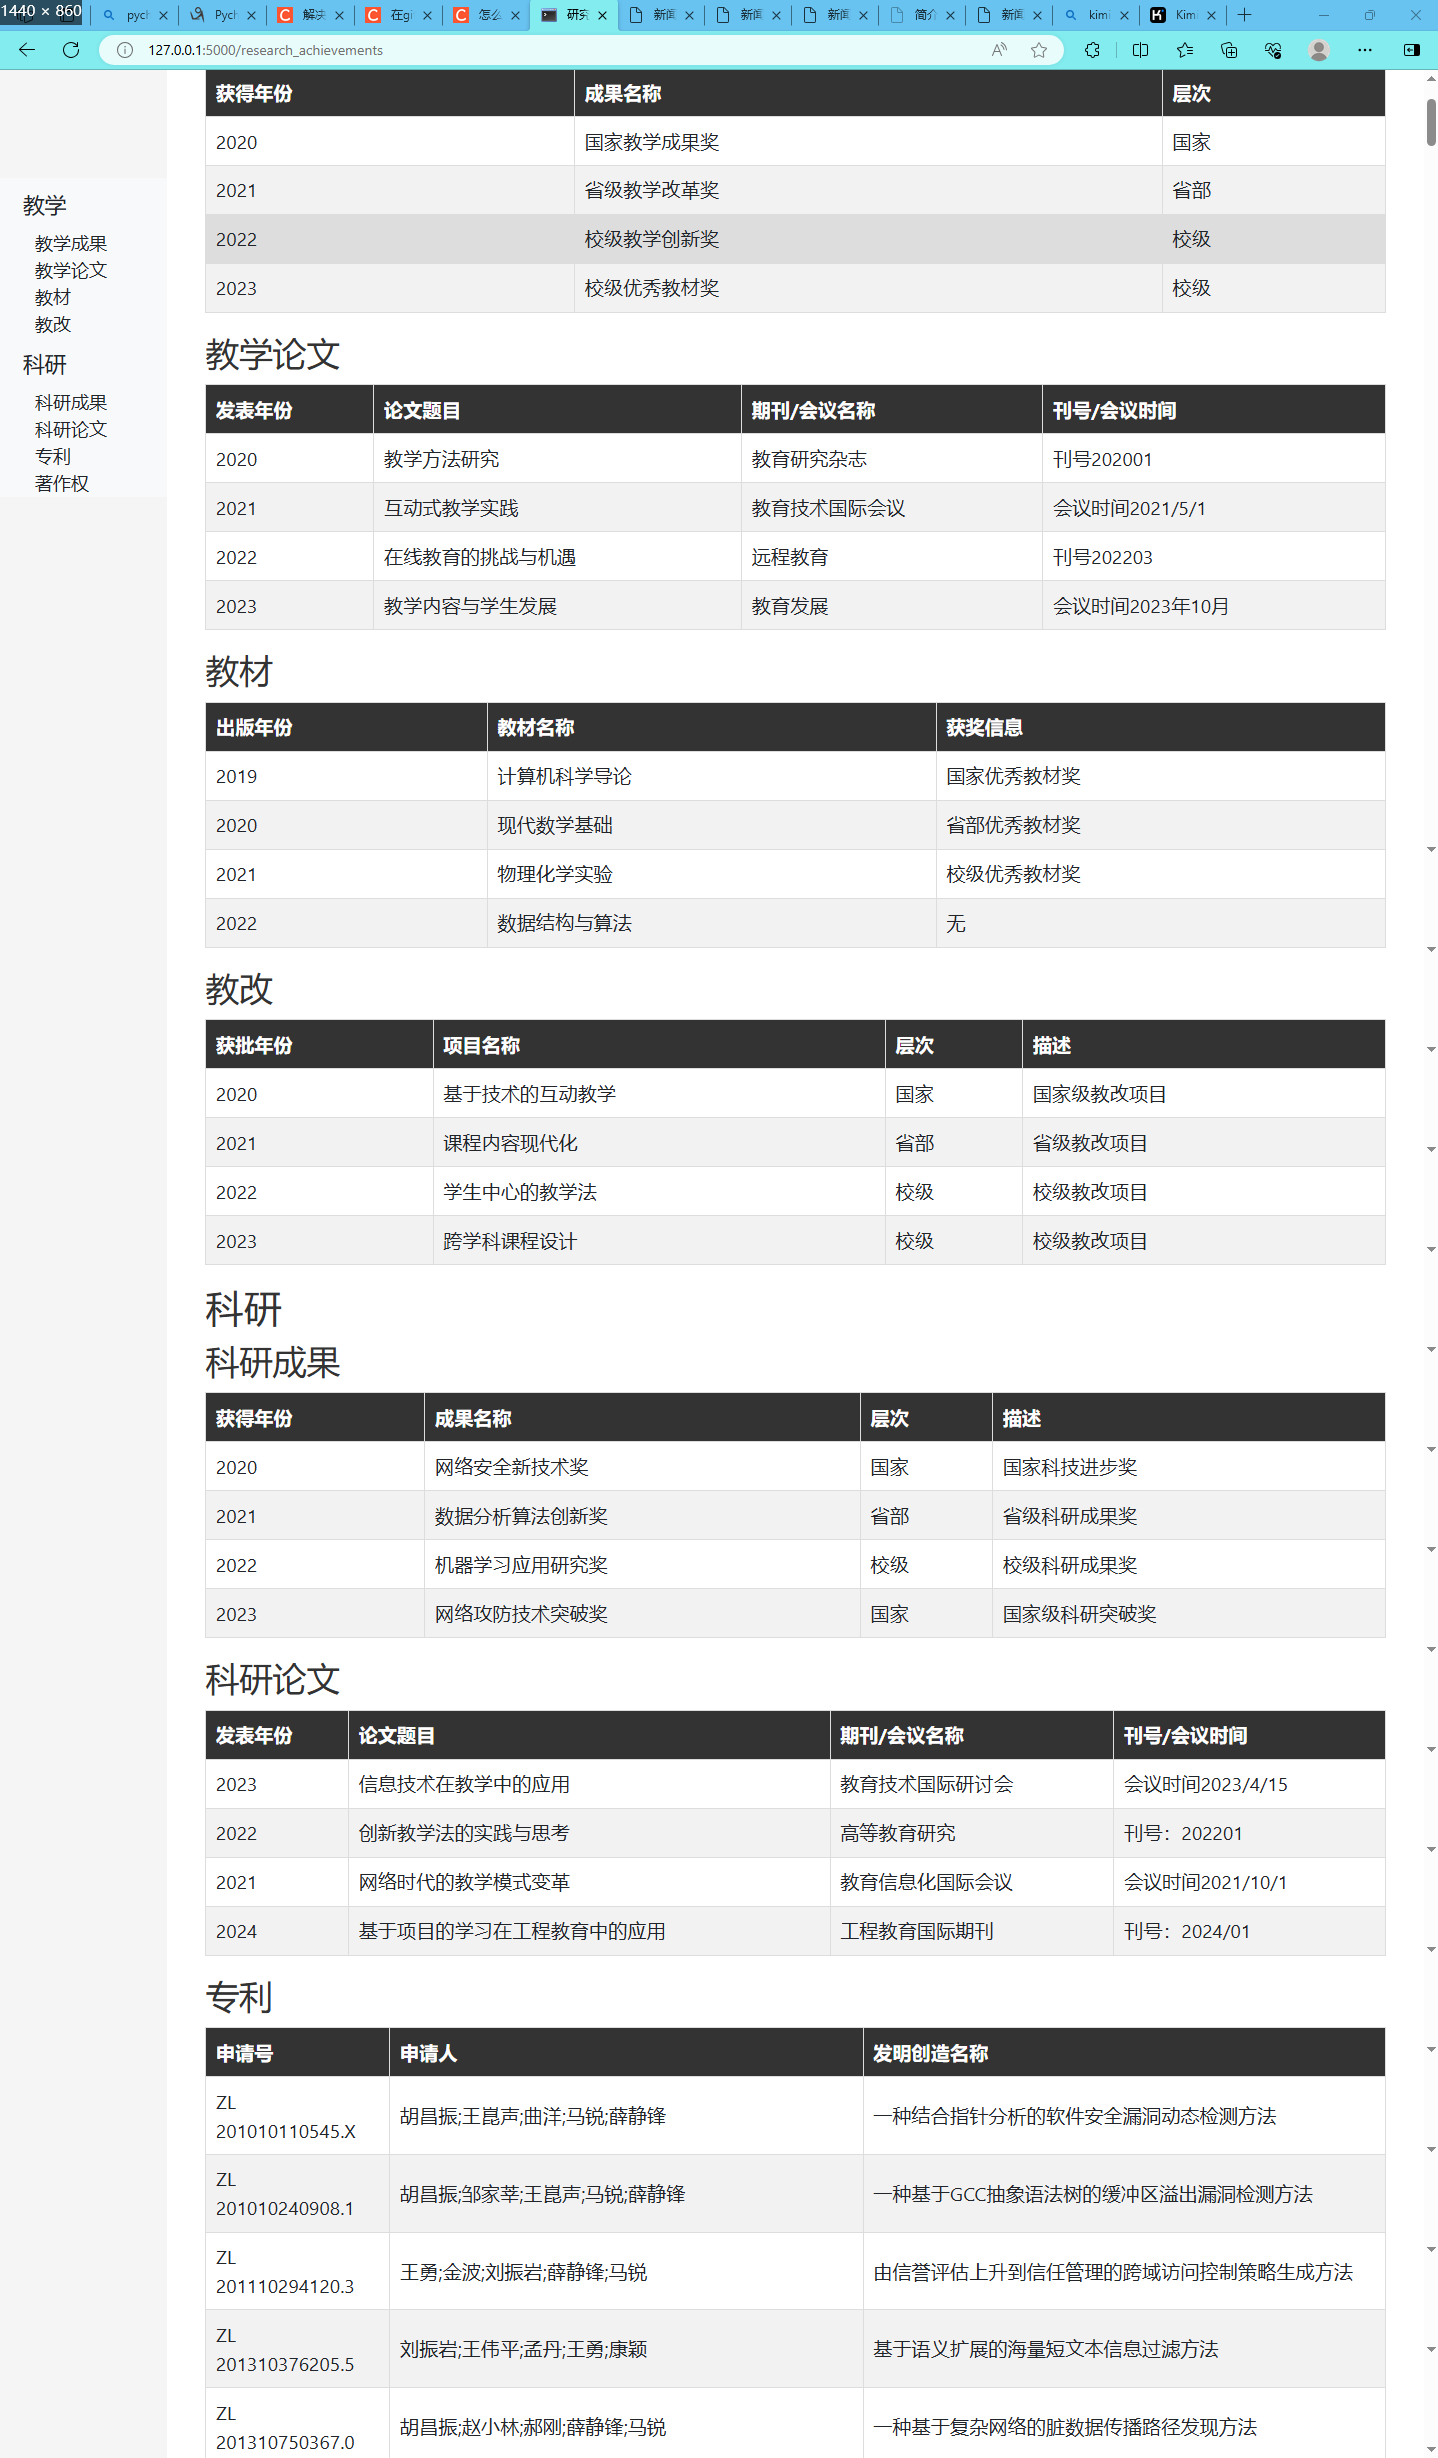 1440 × 860
pych
Pych
解决
在gi
怎么
研究
新闻
新闻
新闻
简介
新闻
kimi
Kimi
127.0.0.1:5000/research_achievements
教学
教学成果
教学论文
教材
教改
科研
科研成果
科研论文
专利
著作权
获得年份 成果名称 层次
2020 国家教学成果奖 国家
2021 省级教学改革奖 省部
2022 校级教学创新奖 校级
2023 校级优秀教材奖 校级
教学论文
发表年份 论文题目 期刊/会议名称 刊号/会议时间
2020 教学方法研究 教育研究杂志 刊号202001
2021 互动式教学实践 教育技术国际会议 会议时间2021/5/1
2022 在线教育的挑战与机遇 远程教育 刊号202203
2023 教学内容与学生发展 教育发展 会议时间2023年10月
教材
出版年份 教材名称 获奖信息
2019 计算机科学导论 国家优秀教材奖
2020 现代数学基础 省部优秀教材奖
2021 物理化学实验 校级优秀教材奖
2022 数据结构与算法 无
教改
获批年份 项目名称 层次 描述
2020 基于技术的互动教学 国家 国家级教改项目
2021 课程内容现代化 省部 省级教改项目
2022 学生中心的教学法 校级 校级教改项目
2023 跨学科课程设计 校级 校级教改项目
科研
科研成果
获得年份 成果名称 层次 描述
2020 网络安全新技术奖 国家 国家科技进步奖
2021 数据分析算法创新奖 省部 省级科研成果奖
2022 机器学习应用研究奖 校级 校级科研成果奖
2023 网络攻防技术突破奖 国家 国家级科研突破奖
科研论文
发表年份 论文题目 期刊/会议名称 刊号/会议时间
2023 信息技术在教学中的应用 教育技术国际研讨会 会议时间2023/4/15
2022 创新教学法的实践与思考 高等教育研究 刊号：202201
2021 网络时代的教学模式变革 教育信息化国际会议 会议时间2021/10/1
2024 基于项目的学习在工程教育中的应用 工程教育国际期刊 刊号：2024/01
专利
申请号 申请人 发明创造名称
ZL
201010110545.X 胡昌振;王崑声;曲洋;马锐;薛静锋 一种结合指针分析的软件安全漏洞动态检测方法
ZL
201010240908.1 胡昌振;邹家莘;王崑声;马锐;薛静锋 一种基于GCC抽象语法树的缓冲区溢出漏洞检测方法
ZL
201110294120.3 王勇;金波;刘振岩;薛静锋;马锐 由信誉评估上升到信任管理的跨域访问控制策略生成方法
ZL
201310376205.5 刘振岩;王伟平;孟丹;王勇;康颖 基于语义扩展的海量短文本信息过滤方法
ZL
201310750367.0 胡昌振;赵小林;郝刚;薛静锋;马锐 一种基于复杂网络的脏数据传播路径发现方法